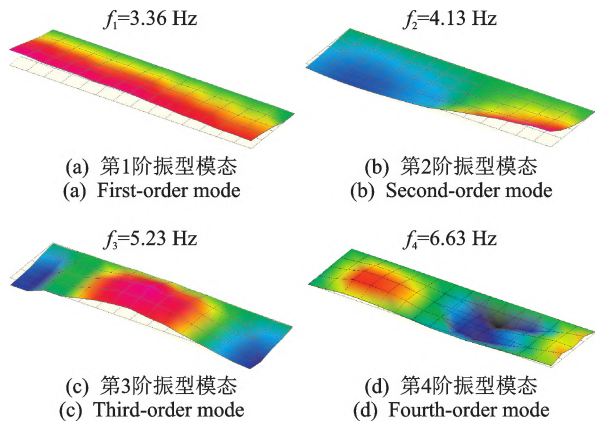 f₁=3.36 Hz
f₂=4.13 Hz
(a) 第1阶振型模态
(a) First-order mode
(b) 第2阶振型模态
(b) Second-order mode
f₃=5.23 Hz
f₄=6.63 Hz
(c) 第3阶振型模态
(c) Third-order mode
(d) 第4阶振型模态
(d) Fourth-order mode